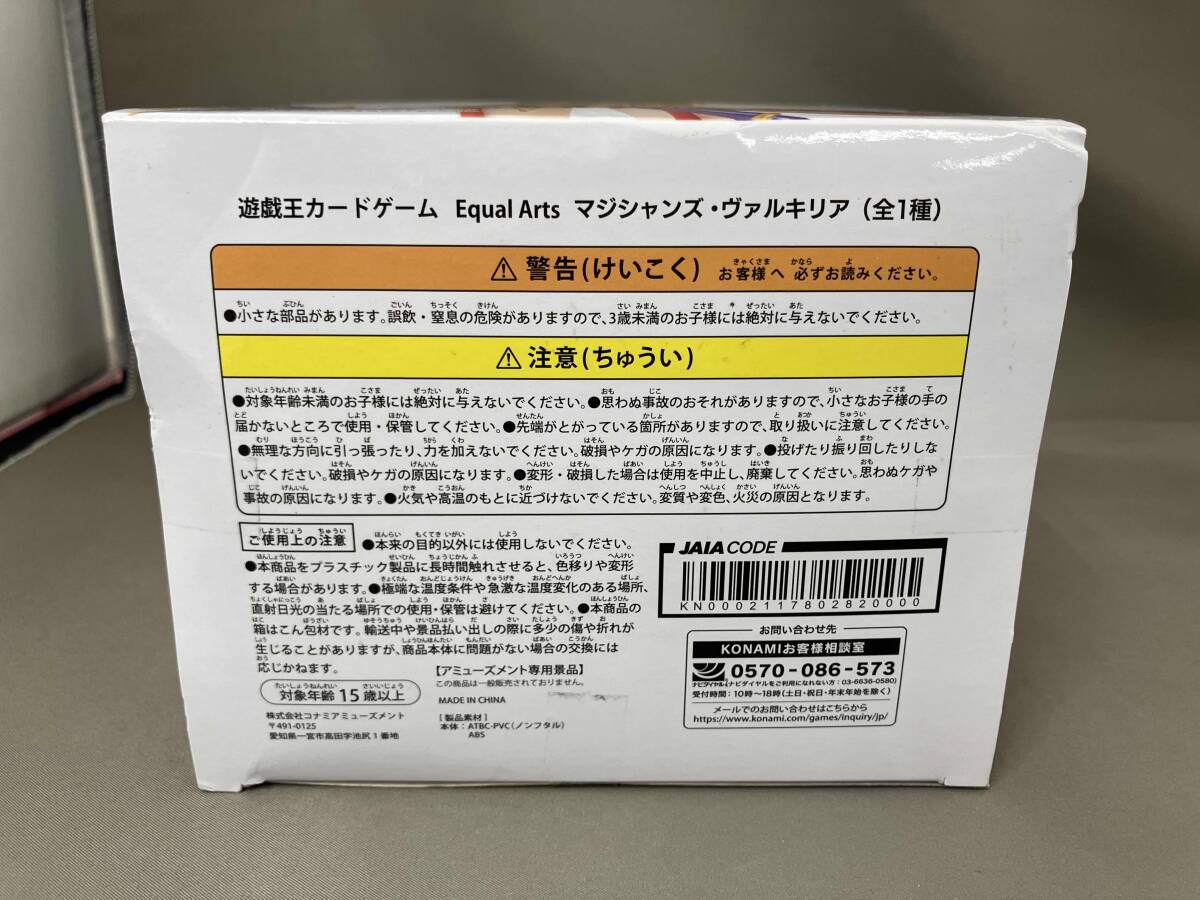 遊戯王カードゲーム Equal Arts マジシャンズ・ヴァルキリア (全1種)
⚠ 警告(けいこく) お客様へ 必ずお読みください。
●小さな部品があります。誤飲・窒息の危険がありますので、3歳未満のお子様には絶対に与えないでください。
⚠ 注意(ちゅうい)
●対象年齢未満のお子様には絶対に与えないでください。●思わぬ事故のおそれがありますので、小さなお子様の手の
届かないところで使用・保管してください。●先端がとがっている箇所がありますので、取り扱いに注意してください。
●無理な方向に引っ張ったり、力を加えないでください。破損やケガの原因になります。●投げたり振り回したりしな
いでください。破損やケガの原因になります。●変形・破損した場合は使用を中止し、廃棄してください。思わぬケガや
事故の原因になります。●火気や高温のもとに近づけないでください。変質や変色、火災の原因となります。
ご使用上の注意 ●本来の目的以外には使用しないでください。
●本商品をプラスチック製品に長時間触れさせると、色移りや変形
する場合があります。●極端な温度条件や急激な温度変化のある場所、
直射日光の当たる場所での使用・保管は避けてください。●本商品の
箱はこん包材です。輸送中や景品払い出しの際に多少の傷や折れが
生じることがありますが、商品本体に問題がない場合の交換には
応じかねます。
対象年齢 15歳以上
株式会社コナミアミューズメント
〒491-0125
愛知県一宮市高田字池尻1番地
【アミューズメント専用景品】
この商品は一般販売されておりません。
MADE IN CHINA
[製品素材]
本体:ATBC-PVC(ノンフタル)
ABS
JAIA CODE
KN0002117802820000
お問い合わせ先
KONAMIお客様相談室
ナビダイヤル 0570-086-573
(ナビダイヤルをご利用になれない方:03-6636-0580)
受付時間:10時~18時(土日・祝日・年末年始を除く)
メールでのお問い合わせはこちらから
https://www.konami.com/games/inquiry/jp/